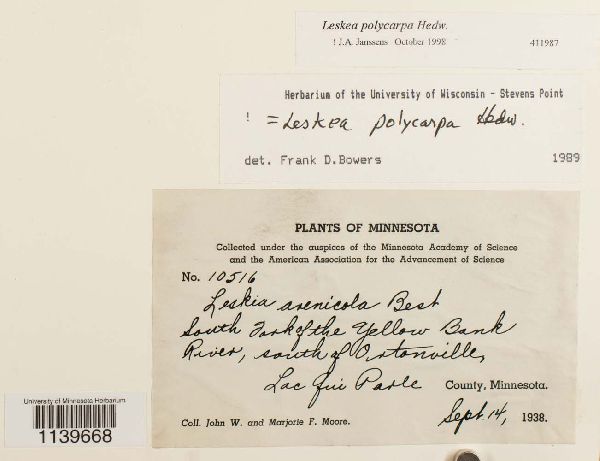 Leskea polycarpa Hedw.
! J.A. Janssens October 1998 411987
Herbarium of the University of Wisconsin - Stevens Point
! = Leskea polycarpa Hedw.
det. Frank D.Bowers 1989
PLANTS OF MINNESOTA
Collected under the auspices of the Minnesota Academy of Science
and the American Association for the Advancement of Science
No. 10516
Leskia arenicola Best
South Fork of the Yellow Bank
River, south of Ortonville,
Lac Qui Parle County, Minnesota.
Sept. 14, 1938.
Coll. John W. and Marjorie F. Moore.
University of Minnesota Herbarium
1139668